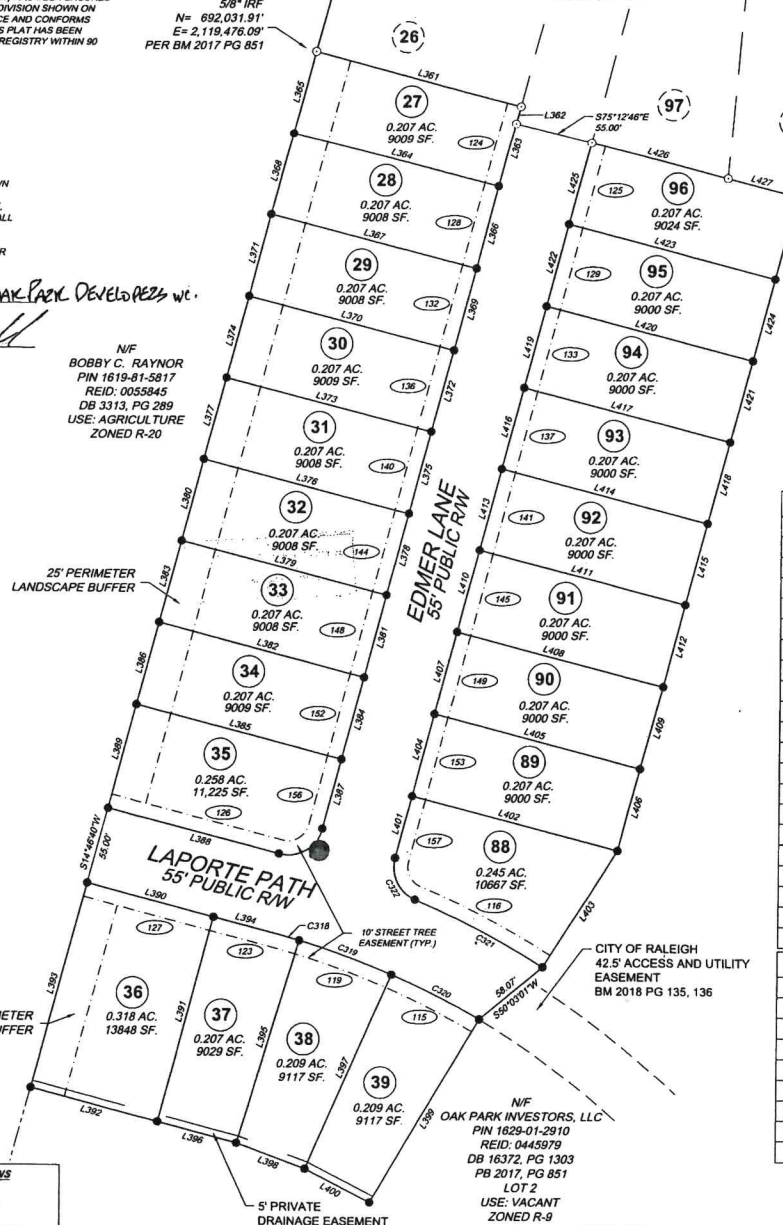 DIVISION SHOWN ON
CE AND CONFORMS
S PLAT HAS BEEN
REGISTRY WITHIN 90
5/8" IRF
N= 692,031.91'
E= 2,119,476.09'
PER BM 2017 PG 851
26
L361
L365
27
0.207 AC.
9009 SF.
124
L362
L363
S75°12'46"E
55.00'
97
L426
L427
L364
L368
28
0.207 AC.
9008 SF.
128
L366
L425
125
96
0.207 AC.
9024 SF.
L367
L371
29
0.207 AC.
9008 SF.
132
L369
L423
L422
129
95
0.207 AC.
9000 SF.
L424
OAK PARK DEVELOPERS
L370
L374
30
0.207 AC.
9009 SF.
136
L372
L420
L419
133
94
0.207 AC.
9000 SF.
L421
N/F
BOBBY C. RAYNOR
PIN 1619-81-5817
REID: 0055845
DB 3313, PG 289
USE: AGRICULTURE
ZONED R-20
L373
L377
31
0.207 AC.
9008 SF.
140
L375
L417
L416
137
93
0.207 AC.
9000 SF.
L418
L376
L380
32
0.207 AC.
9008 SF.
144
L378
L414
L413
141
92
0.207 AC.
9000 SF.
L415
EDMER LANE
55' PUBLIC R/W
25' PERIMETER
LANDSCAPE BUFFER
L379
L383
33
0.207 AC.
9008 SF.
148
L381
L411
L410
145
91
0.207 AC.
9000 SF.
L412
L382
L386
34
0.207 AC.
9009 SF.
152
L384
L408
L407
149
90
0.207 AC.
9000 SF.
L409
L385
L389
35
0.258 AC.
11,225 SF.
156
126
L387
L388
L405
L404
153
89
0.207 AC.
9000 SF.
L406
L402
L401
157
88
0.245 AC.
10667 SF.
116
L403
C322
C321
S14°46'40"W
55.00'
LAPORTE PATH
55' PUBLIC R/W
10' STREET TREE
EASEMENT (TYP.)
58.07'
S50°03'01"W
CITY OF RALEIGH
42.5' ACCESS AND UTILITY
EASEMENT
BM 2018 PG 135, 136
L390
L394
C318
C319
C320
127
123
119
115
L393
36
0.318 AC.
13848 SF.
L391
37
0.207 AC.
9029 SF.
L395
38
0.209 AC.
9117 SF.
L397
39
0.209 AC.
9117 SF.
L399
METER
UFFER
L392
L396
L398
L400
5' PRIVATE
DRAINAGE EASEMENT
N/F
OAK PARK INVESTORS, LLC
PIN 1629-01-2910
REID: 0445979
DB 16372, PG 1303
PB 2017, PG 851
LOT 2
USE: VACANT
ZONED R-9